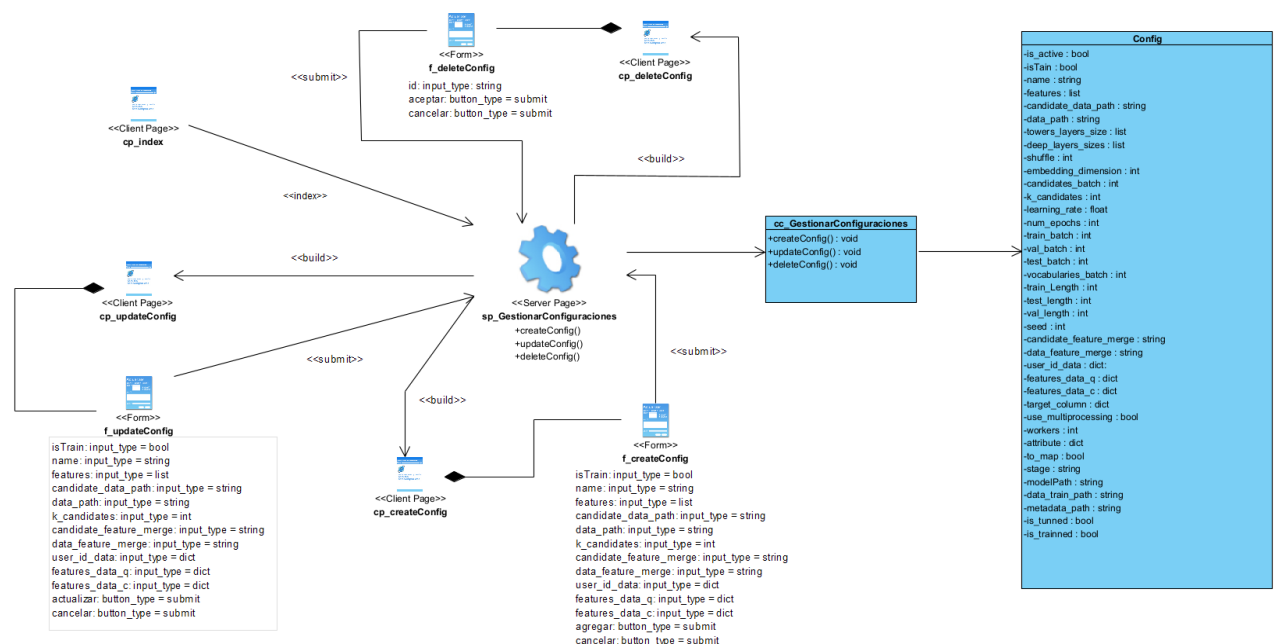 <<Form>>
f_deleteConfig
id: input_type: string
aceptar: button_type = submit
cancelar: button_type = submit
<<Client Page>>
cp_deleteConfig
<<submit>>
<<build>>
<<Client Page>>
cp_index
<<index>>
<<build>>
<<Client Page>>
cp_updateConfig
<<submit>>
<<Server Page>>
sp_GestionarConfiguraciones
+createConfig()
+updateConfig()
+deleteConfig()
<<build>>
<<submit>>
<<Form>>
f_updateConfig
isTrain: input_type = bool
name: input_type = string
features: input_type = list
candidate_data_path: input_type = string
data_path: input_type = string
k_candidates: input_type = int
candidate_feature_merge: input_type = string
data_feature_merge: input_type = string
user_id_data: input_type = dict
features_data_q: input_type = dict
features_data_c: input_type = dict
actualizar: button_type = submit
cancelar: button_type = submit
<<Client Page>>
cp_createConfig
<<Form>>
f_createConfig
isTrain: input_type = bool
name: input_type = string
features: input_type = list
candidate_data_path: input_type = string
data_path: input_type = string
k_candidates: input_type = int
candidate_feature_merge: input_type = string
data_feature_merge: input_type = string
user_id_data: input_type = dict
features_data_q: input_type = dict
features_data_c: input_type = dict
agregar: button_type = submit
cancelar: button_type = submit
cc_GestionarConfiguraciones
+createConfig() : void
+updateConfig() : void
+deleteConfig() : void
Config
-is_active : bool
-isTain : bool
-name : string
-features : list
-candidate_data_path : string
-data_path : string
-towers_layers_size : list
-deep_layers_sizes : list
-shuffle : int
-embedding_dimension : int
-candidates_batch : int
-k_candidates : int
-learning_rate : float
-num_epochs : int
-train_batch : int
-val_batch : int
-test_batch : int
-vocabularies_batch : int
-train_Length : int
-test_length : int
-val_length : int
-seed : int
-candidate_feature_merge : string
-data_feature_merge : string
-user_id_data : dict:
-features_data_q : dict
-features_data_c : dict
-target_column : dict
-use_multiprocessing : bool
-workers : int
-attribute : dict
-to_map : bool
-stage : string
-modelPath : string
-data_train_path : string
-metadata_path : string
-is_tunned : bool
-is_trainned : bool